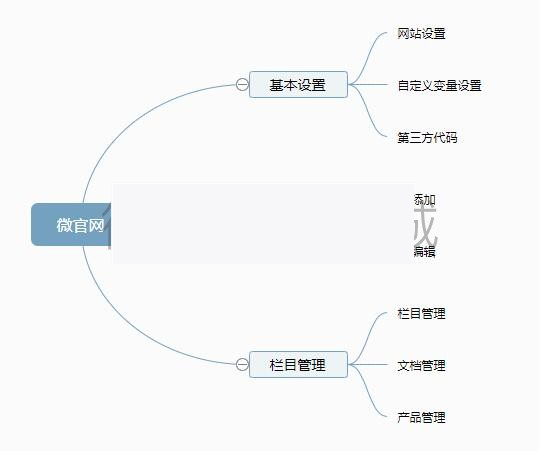 网站设置
基本设置
自定义变量设置
第三方代码
添加
微官网
城
编辑
栏目管理
栏目管理
文档管理
产品管理